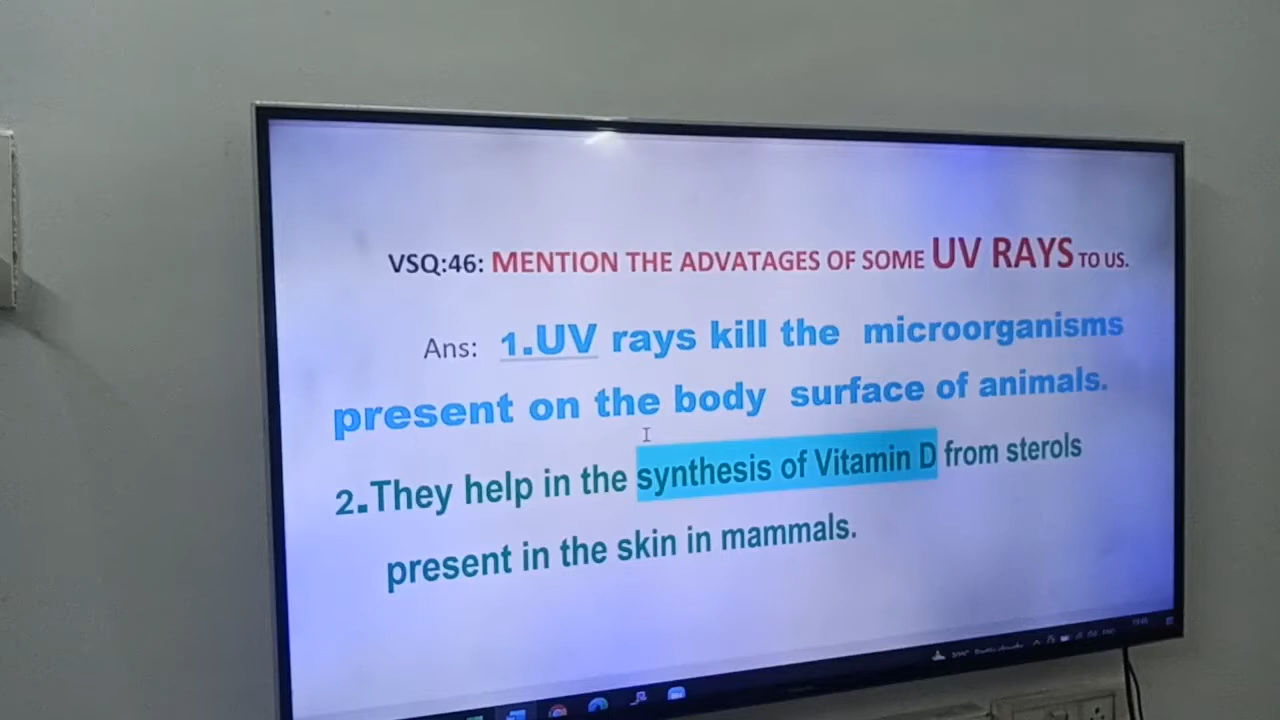 VSQ:46: MENTION THE ADVATAGES OF SOME UV RAYS TO US.
Ans: 1.UV rays kill the microorganisms
present on the body surface of animals.
2.They help in the synthesis of Vitamin D from sterols
present in the skin in mammals.